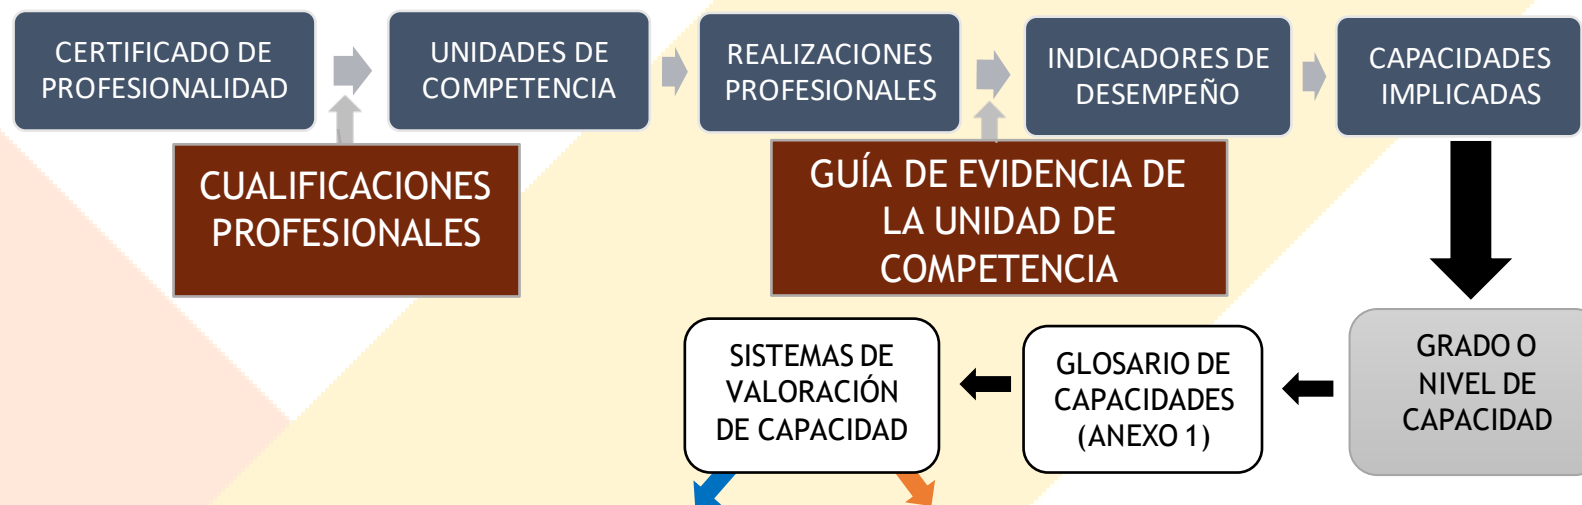 CERTIFICADO DE
PROFESIONALIDAD
UNIDADES DE
COMPETENCIA
REALIZACIONES
PROFESIONALES
INDICADORES DE
DESEMPEÑO
CAPACIDADES
IMPLICADAS
CUALIFICACIONES
PROFESIONALES
GUÍA DE EVIDENCIA DE
LA UNIDAD DE
COMPETENCIA
SISTEMAS DE
VALORACIÓN
DE CAPACIDAD
GLOSARIO DE
CAPACIDADES
(ANEXO 1)
GRADO O
NIVEL DE
CAPACIDAD